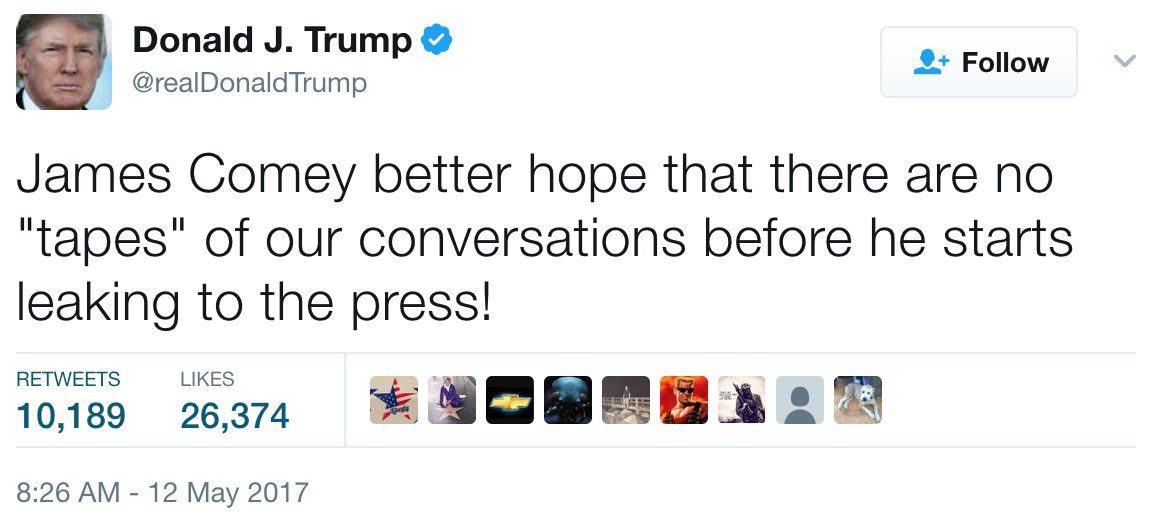 Donald J. Trump
@realDonaldTrump
Follow
James Comey better hope that there are no
"tapes" of our conversations before he starts
leaking to the press!
RETWEETS LIKES
10,189 26,374
8:26 AM - 12 May 2017